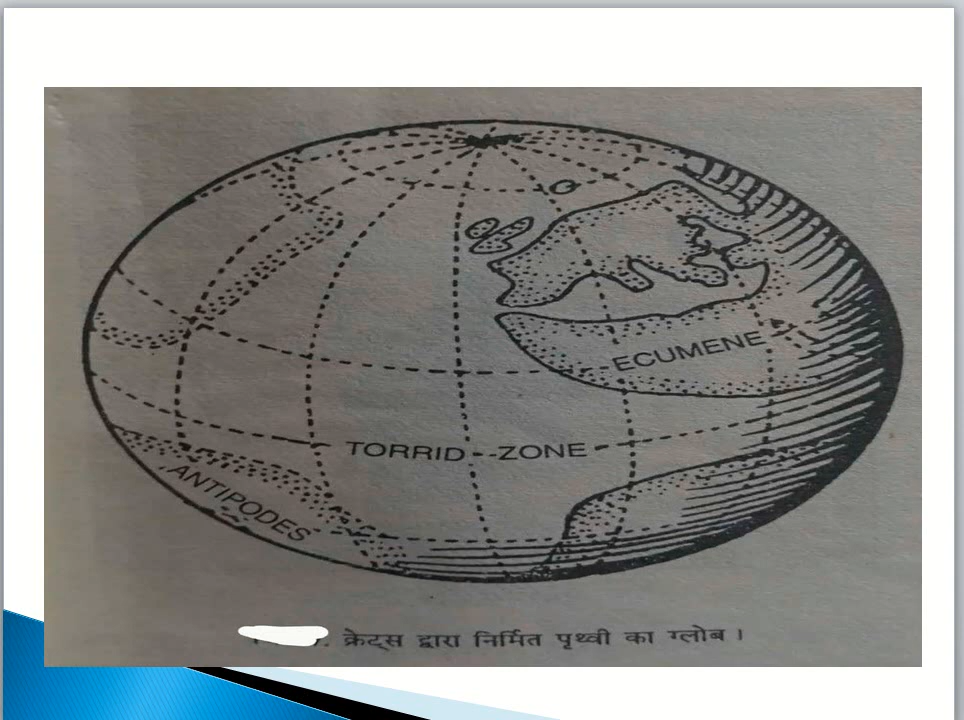 ECUMENE
TORRID ZONE
ANTIPODES
क्रेट्स द्वारा निर्मित पृथ्वी का ग्लोब ।